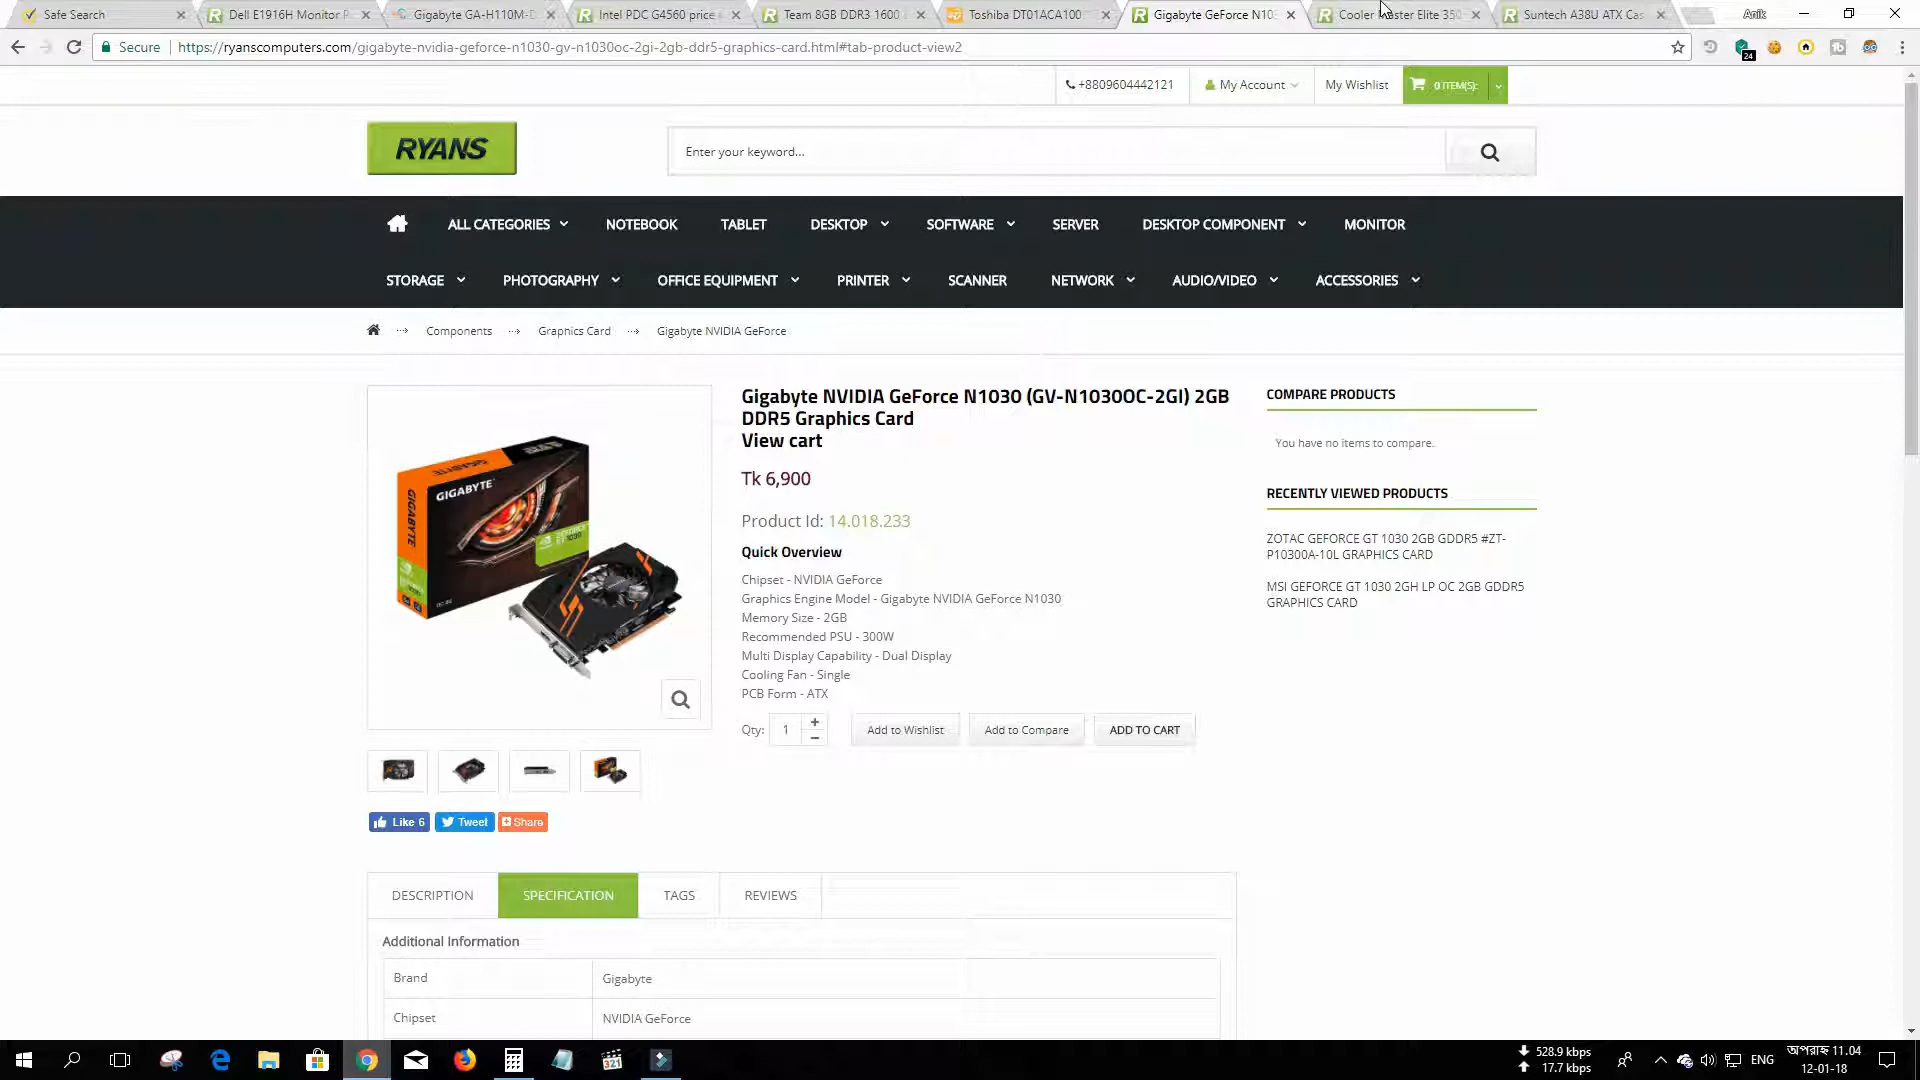 Safe Search
Dell E1916H Monitor P
Gigabyte GA-H110M-D
Intel PDC G4560 price
Team 8GB DDR3 1600
Toshiba DT01ACA100
Gigabyte GeForce N103
Cooler Master Elite 350
Suntech A38U ATX Cas
Anik
Secure
https://ryanscomputers.com/gigabyte-nvidia-geforce-n1030-gv-n1030oc-2gi-2gb-ddr5-graphics-card.html#tab-product-view2
24
+8809604442121
My Account
My Wishlist
0 ITEM(S):
RYANS
Enter your keyword...
ALL CATEGORIES
NOTEBOOK
TABLET
DESKTOP
SOFTWARE
SERVER
DESKTOP COMPONENT
MONITOR
STORAGE
PHOTOGRAPHY
OFFICE EQUIPMENT
PRINTER
SCANNER
NETWORK
AUDIO/VIDEO
ACCESSORIES
Components
Graphics Card
Gigabyte NVIDIA GeForce
Gigabyte NVIDIA GeForce N1030 (GV-N1030OC-2GI) 2GB
DDR5 Graphics Card
View cart
Tk 6,900
Product Id: 14.018.233
Quick Overview
Chipset - NVIDIA GeForce
Graphics Engine Model - Gigabyte NVIDIA GeForce N1030
Memory Size - 2GB
Recommended PSU - 300W
Multi Display Capability - Dual Display
Cooling Fan - Single
PCB Form - ATX
Qty: 1 + −
Add to Wishlist
Add to Compare
ADD TO CART
COMPARE PRODUCTS
You have no items to compare.
RECENTLY VIEWED PRODUCTS
ZOTAC GEFORCE GT 1030 2GB GDDR5 #ZT-
P10300A-10L GRAPHICS CARD
MSI GEFORCE GT 1030 2GH LP OC 2GB GDDR5
GRAPHICS CARD
GIGABYTE
GIGABYTE
Like 6
Tweet
Share
DESCRIPTION
SPECIFICATION
TAGS
REVIEWS
Additional Information
Brand
Gigabyte
Chipset
NVIDIA GeForce
321
528.9 kbps
17.7 kbps
ENG
অপরাহ্ন 11.04
12-01-18